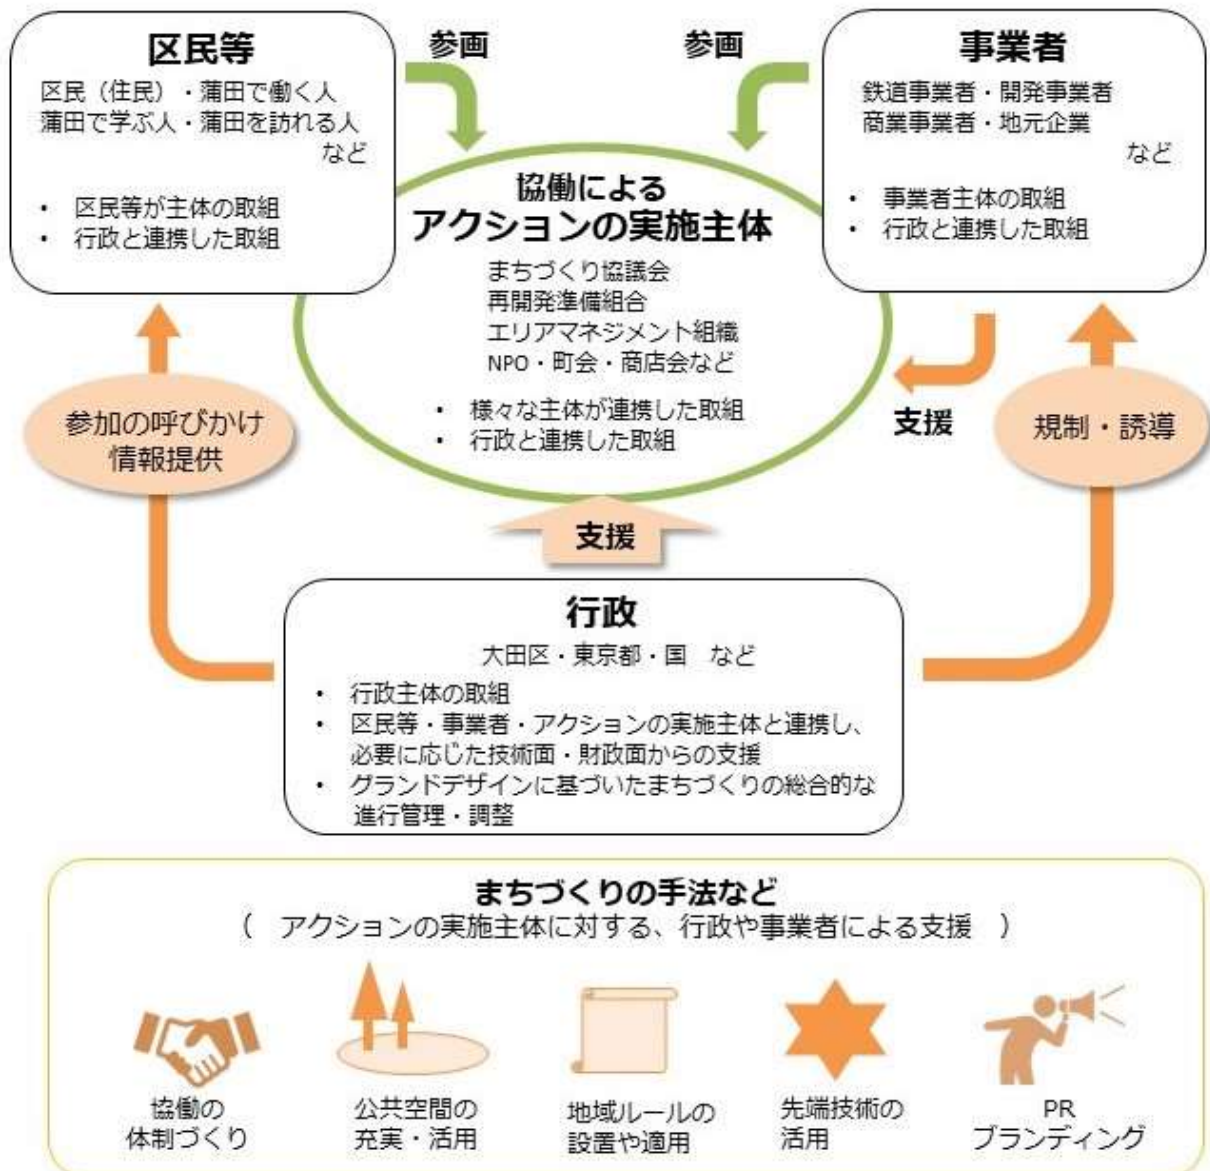 区民等
区民（住民）・蒲田で働く人
蒲田で学ぶ人・蒲田を訪れる人
など
・ 区民等が主体の取組
・ 行政と連携した取組
参画
参画
事業者
鉄道事業者・開発事業者
商業事業者・地元企業
など
・ 事業者主体の取組
・ 行政と連携した取組
協働による
アクションの実施主体
まちづくり協議会
再開発準備組合
エリアマネジメント組織
NPO・町会・商店会など
・ 様々な主体が連携した取組
・ 行政と連携した取組
支援
参加の呼びかけ
情報提供
規制・誘導
支援
行政
大田区・東京都・国　など
・ 行政主体の取組
・ 区民等・事業者・アクションの実施主体と連携し、
必要に応じた技術面・財政面からの支援
・ グランドデザインに基づいたまちづくりの総合的な
進行管理・調整
まちづくりの手法など
（　アクションの実施主体に対する、行政や事業者による支援　）
協働の
体制づくり
公共空間の
充実・活用
地域ルールの
設置や適用
先端技術の
活用
PR
ブランディング